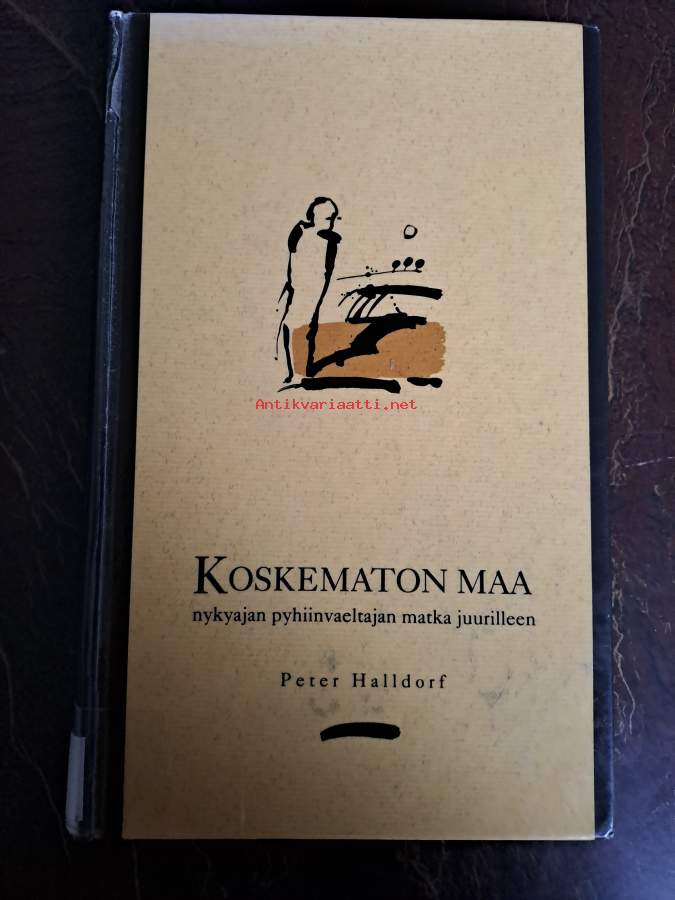 Antikvariaatti.net
KOSKEMATON MAA
nykyajan pyhiinvaeltajan matka juurilleen
Peter Halldorf